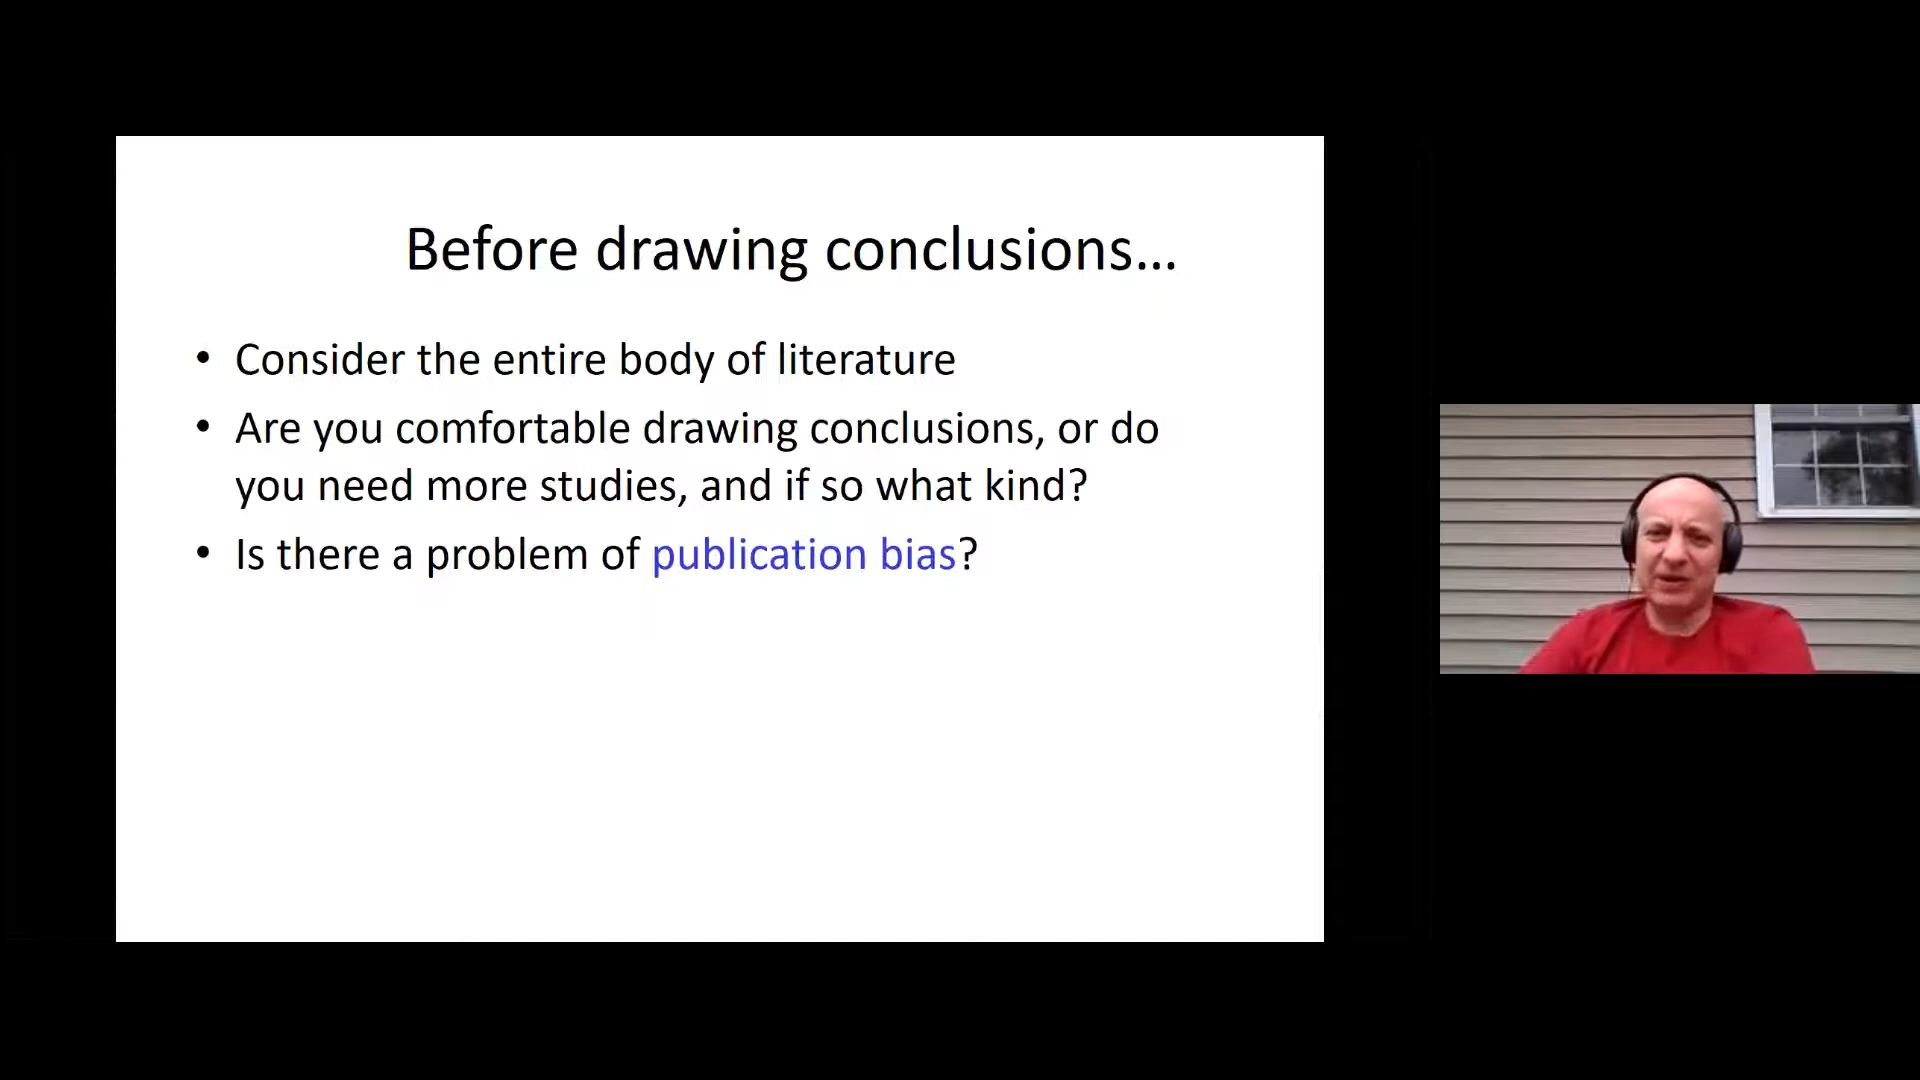 Before drawing conclusions…
• Consider the entire body of literature
• Are you comfortable drawing conclusions, or do
you need more studies, and if so what kind?
• Is there a problem of publication bias?